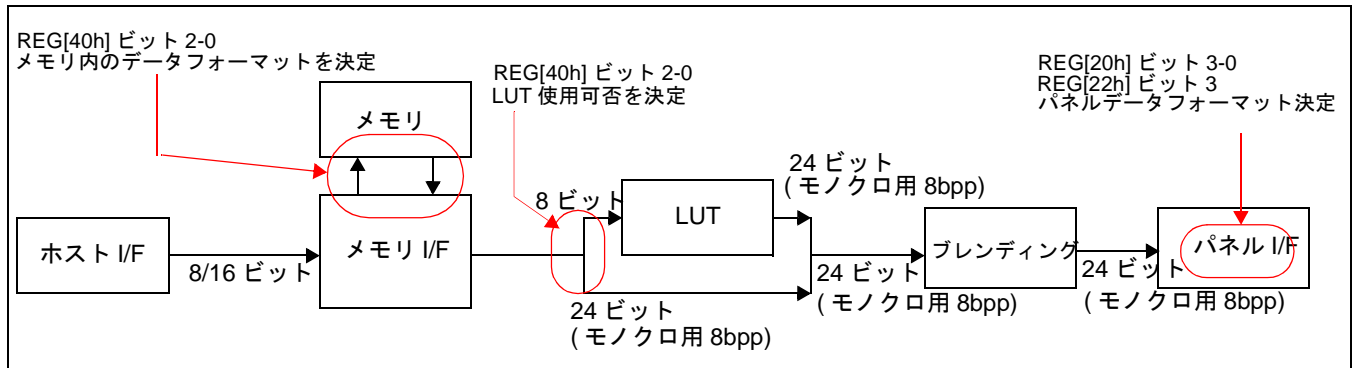 REG[40h] ビット 2-0
メモリ内のデータフォーマットを決定
REG[40h] ビット 2-0
LUT 使用可否を決定
REG[20h] ビット 3-0
REG[22h] ビット 3
パネルデータフォーマット決定
メモリ
ホスト I/F
8/16 ビット
メモリ I/F
8 ビット
LUT
24 ビット
( モノクロ用 8bpp)
24 ビット
( モノクロ用 8bpp)
24 ビット
( モノクロ用 8bpp)
ブレンディング
24 ビット
( モノクロ用 8bpp)
パネル I/F